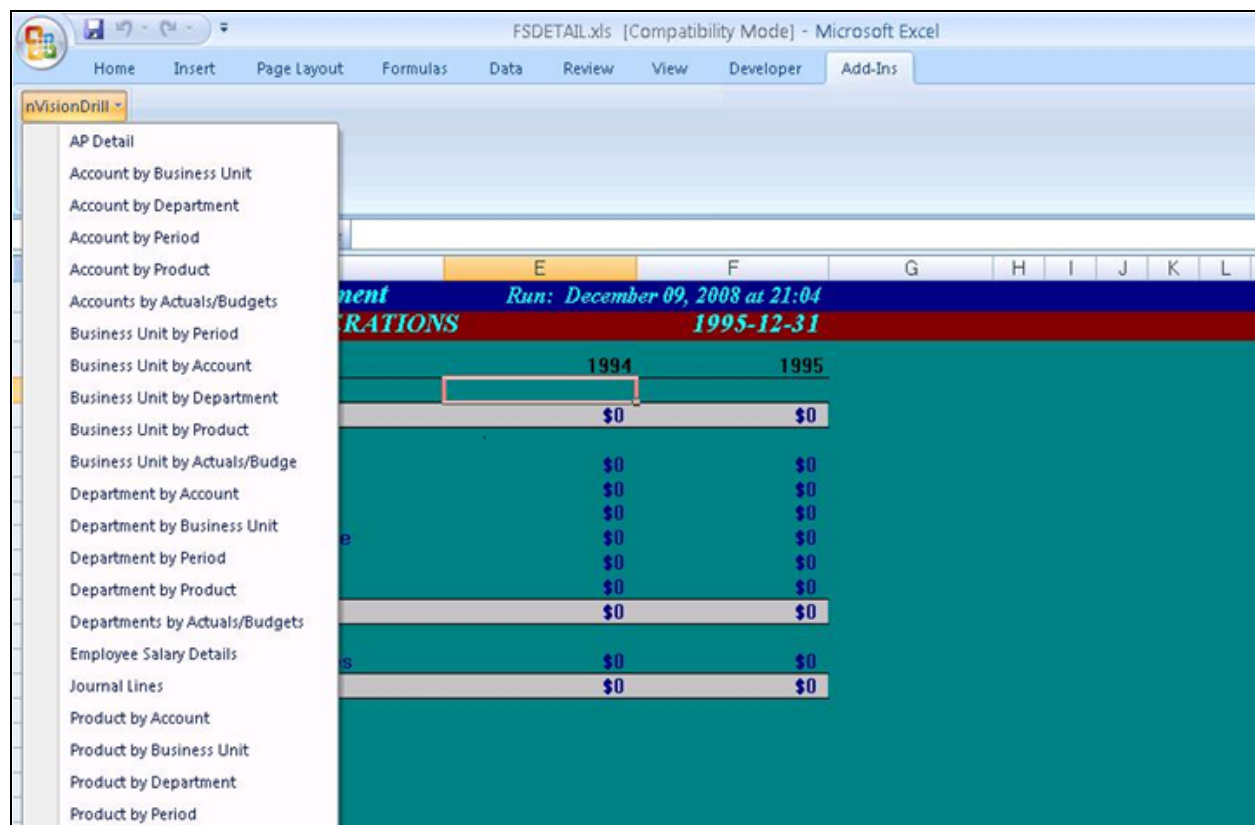 FSDETAIL.xls [Compatibility Mode] - Microsoft Excel
Home Insert Page Layout Formulas Data Review View Developer Add-Ins
nVisionDrill
AP Detail
Account by Business Unit
Account by Department
Account by Period
Account by Product
Accounts by Actuals/Budgets
Business Unit by Period
Business Unit by Account
Business Unit by Department
Business Unit by Product
Business Unit by Actuals/Budge
Department by Account
Department by Business Unit
Department by Period
Department by Product
Departments by Actuals/Budgets
Employee Salary Details
Journal Lines
Product by Account
Product by Business Unit
Product by Department
Product by Period
E F G H I J K L
ment Run: December 09, 2008 at 21:04
RATIONS 1995-12-31
1994 1995
$0 $0
$0 $0
$0 $0
$0 $0
e $0 $0
$0 $0
$0 $0
$0 $0
s $0 $0
$0 $0